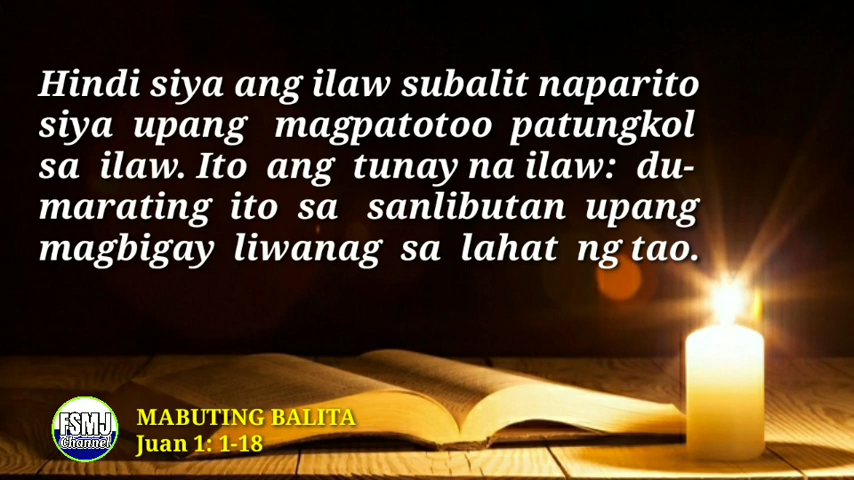 Hindi siya ang ilaw subalit naparito
siya upang magpatotoo patungkol
sa ilaw. Ito ang tunay na ilaw: du-
marating ito sa sanlibutan upang
magbigay liwanag sa lahat ng tao.
FSMJ
Channel
MABUTING BALITA
Juan 1: 1-18